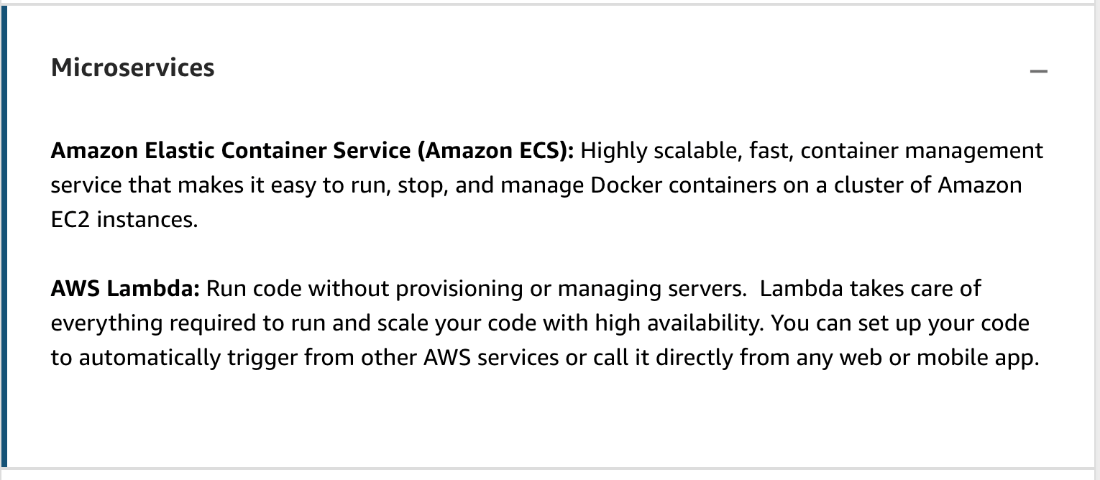 Microservices
Amazon Elastic Container Service (Amazon ECS): Highly scalable, fast, container management
service that makes it easy to run, stop, and manage Docker containers on a cluster of Amazon
EC2 instances.
AWS Lambda: Run code without provisioning or managing servers.  Lambda takes care of
everything required to run and scale your code with high availability. You can set up your code
to automatically trigger from other AWS services or call it directly from any web or mobile app.